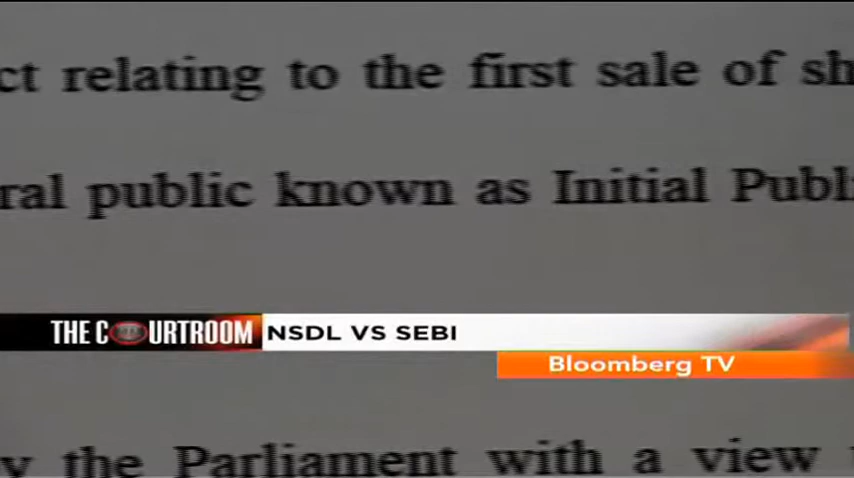 relating to the first sale of
public known as Initial
THE COURTROOM NSDL VS SEBI
Bloomberg TV
the Parliament with a view